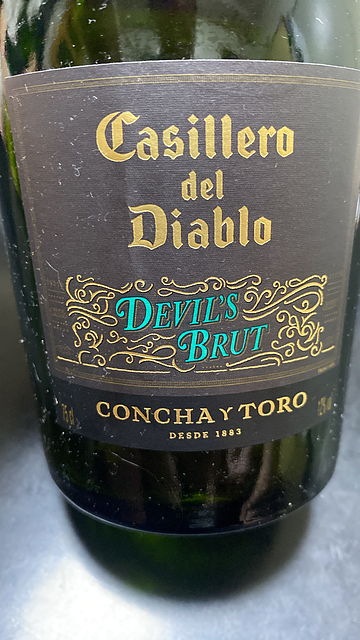 Casillero
del
Diablo
DEVIL'S
BRUT
CONCHA Y TORO
DESDE 1883